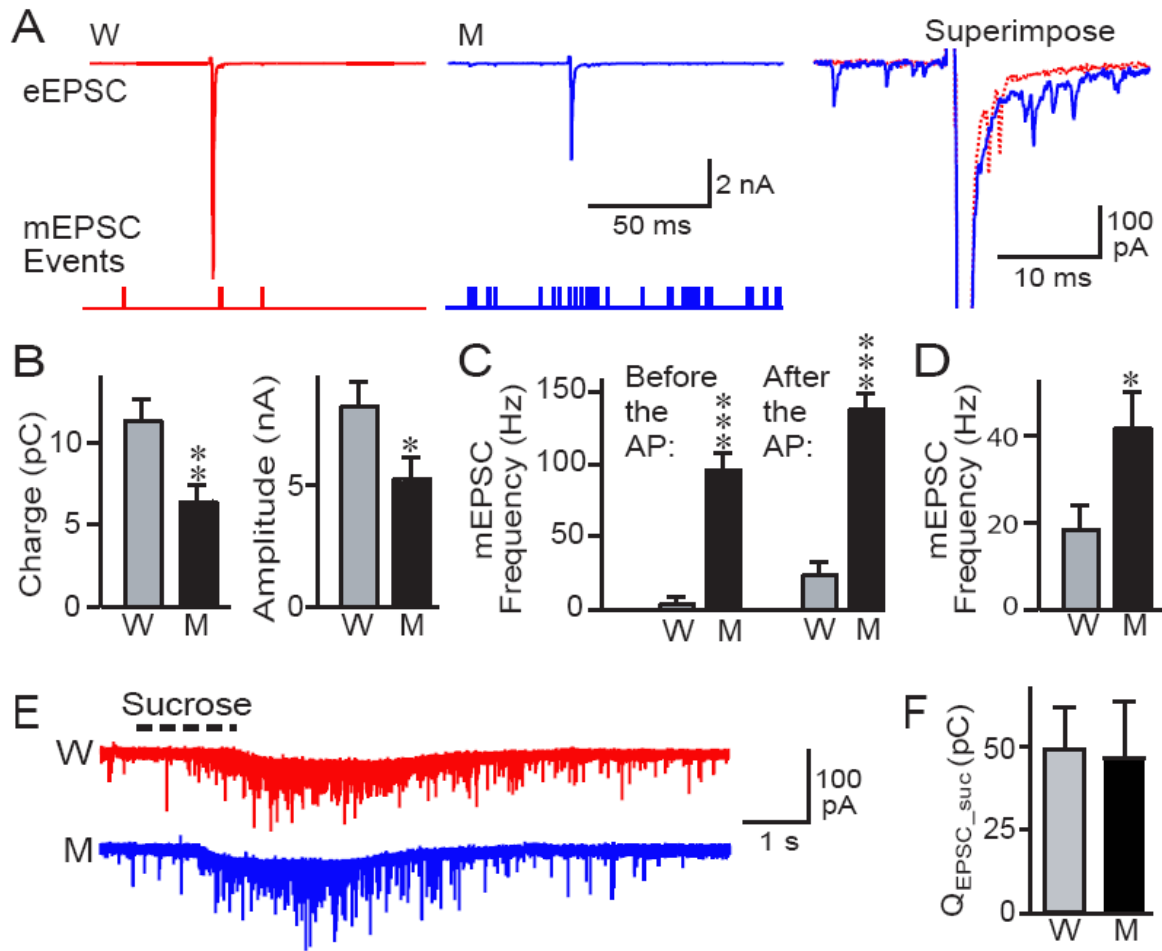 A
W
M
Superimpose
eEPSC
2 nA
50 ms
mEPSC
Events
100
pA
10 ms
B
Charge (pC)
10
5
0
W
M
**
Amplitude (nA)
5
0
W
M
*
C
mEPSC
Frequency (Hz)
150
100
50
0
Before
the
AP:
***
After
the
AP:
***
W
M
W
M
D
mEPSC
Frequency (Hz)
40
20
0
*
W
M
E
Sucrose
W
M
100
pA
1 s
F
QEPSC_suc (pC)
50
25
0
W
M